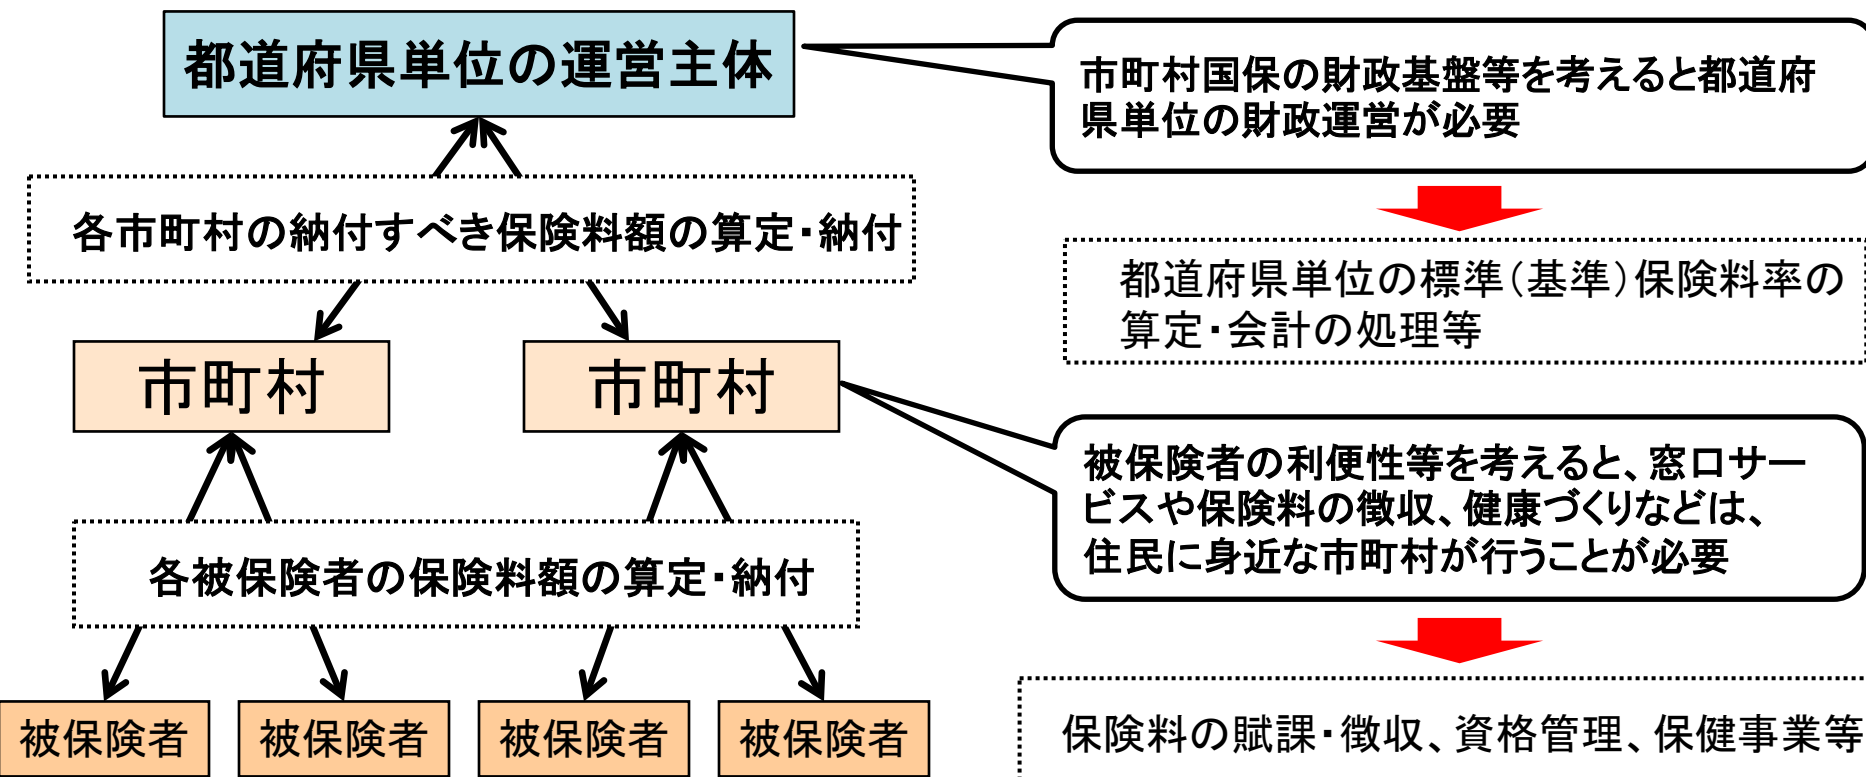 都道府県単位の運営主体
市町村国保の財政基盤等を考えると都道府
県単位の財政運営が必要
各市町村の納付すべき保険料額の算定・納付
都道府県単位の標準(基準)保険料率の
算定・会計の処理等
市町村
市町村
被保険者の利便性等を考えると、窓口サー
ビスや保険料の徴収、健康づくりなどは、
住民に身近な市町村が行うことが必要
各被保険者の保険料額の算定・納付
被保険者
被保険者
被保険者
被保険者
保険料の賦課・徴収、資格管理、保健事業等